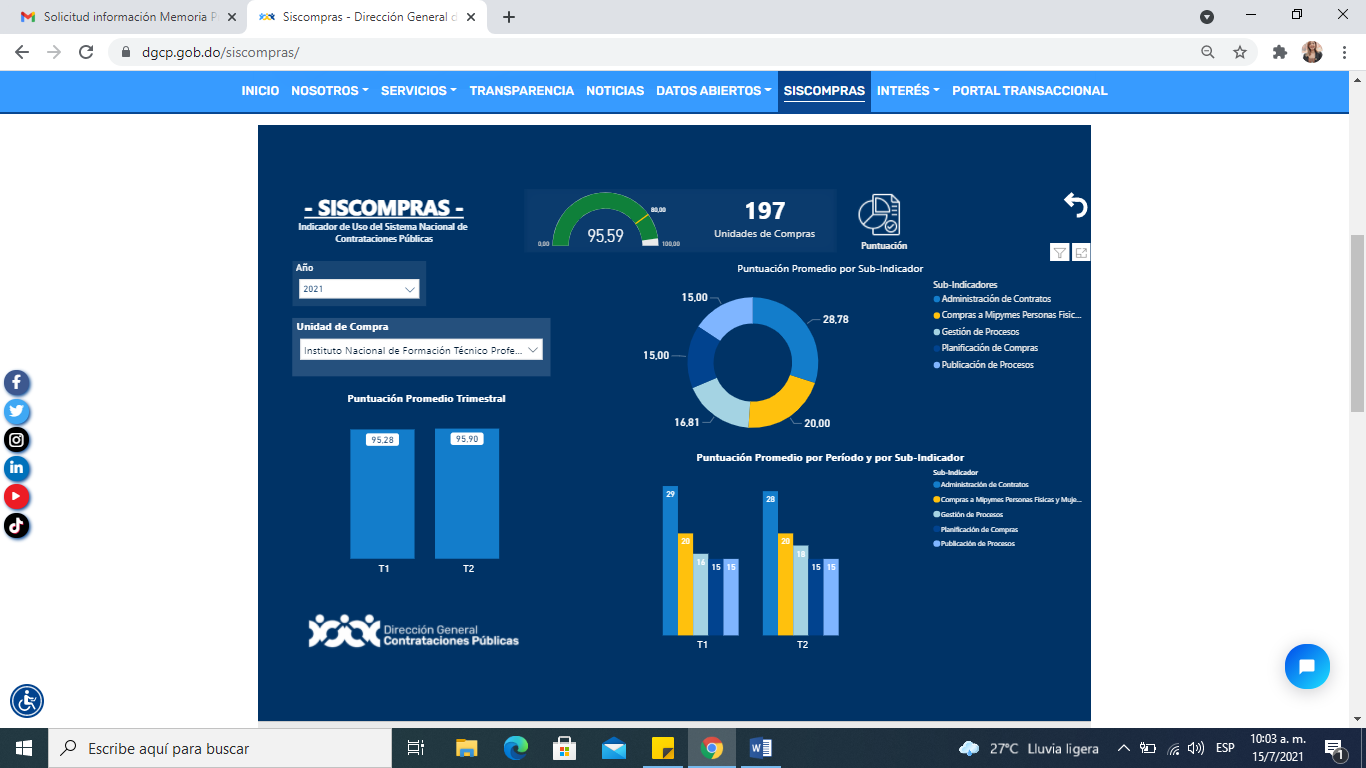 Solicitud información Memoria P
Siscompras - Dirección General d
dgcp.gob.do/siscompras/
INICIO NOSOTROS SERVICIOS TRANSPARENCIA NOTICIAS DATOS ABIERTOS SISCOMPRAS INTERÉS PORTAL TRANSACCIONAL
- SISCOMPRAS -
Indicador de Uso del Sistema Nacional de
Contrataciones Públicas
80,00
95,59
0,00
100,00
197
Unidades de Compras
Puntuación
Año
2021
Unidad de Compra
Instituto Nacional de Formación Técnico Profe...
Puntuación Promedio Trimestral
95.28
95.90
T1
T2
Puntuación Promedio por Sub-Indicador
15,00
28,78
15,00
16,81
20,00
Sub-Indicadores
Administración de Contratos
Compras a Mipymes Personas Fisic...
Gestión de Procesos
Planificación de Compras
Publicación de Procesos
Puntuación Promedio por Período y por Sub-Indicador
29
20
16
15
15
28
20
18
15
15
T1
T2
Sub-Indicador
Administración de Contratos
Compras a Mipymes Personas Fisicas y Muje...
Gestión de Procesos
Planificación de Compras
Publicación de Procesos
Dirección General
Contrataciones Públicas
Escribe aquí para buscar
27°C Lluvia ligera
ESP
10:03 a. m.
15/7/2021
1